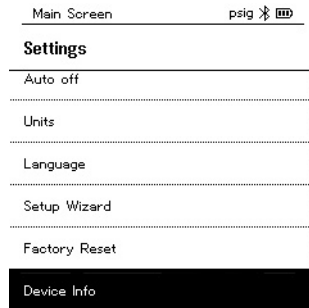 Main Screen psig
Settings
Auto off
Units
Language
Setup Wizard
Factory Reset
Device Info